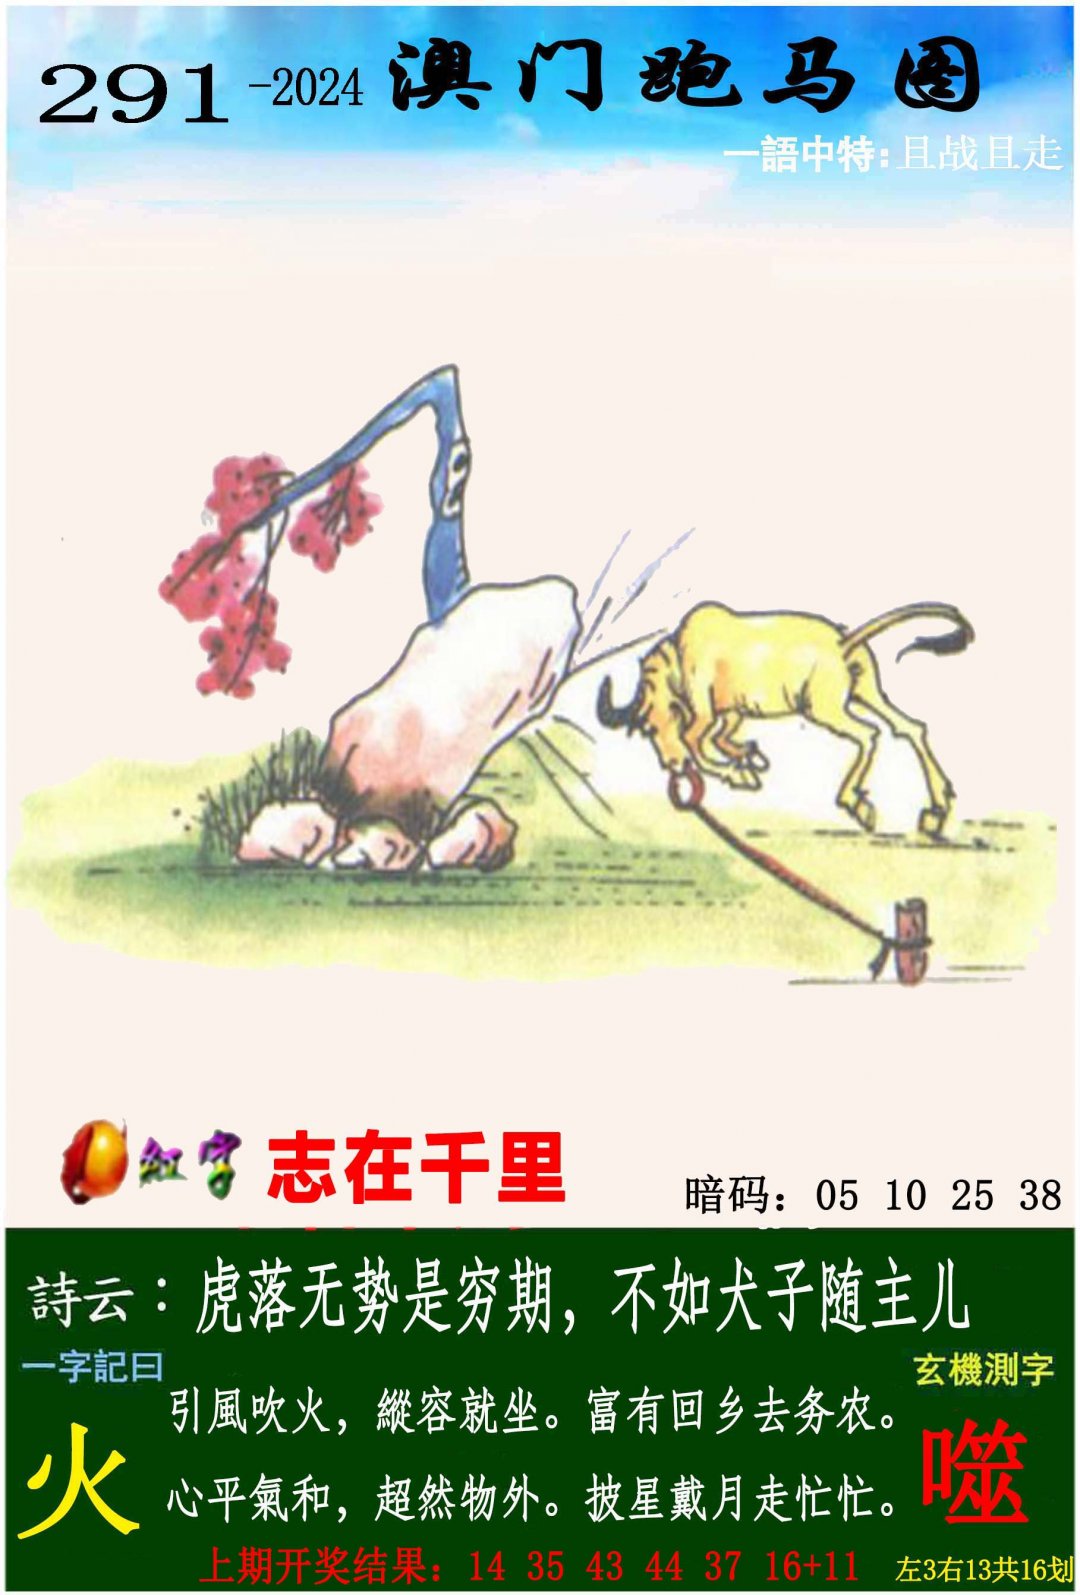 291-2024 澳门跑马图
一語中特:且战且走
红字 志在千里
暗码：05 10 25 38
詩云：虎落无势是穷期，不如犬子随主儿
一字記曰
玄機測字
火
噬
引風吹火，縱容就坐。富有回乡去务农。
心平氣和，超然物外。披星戴月走忙忙。
上期开奖结果：14 35 43 44 37 16+11
左3右13共16划